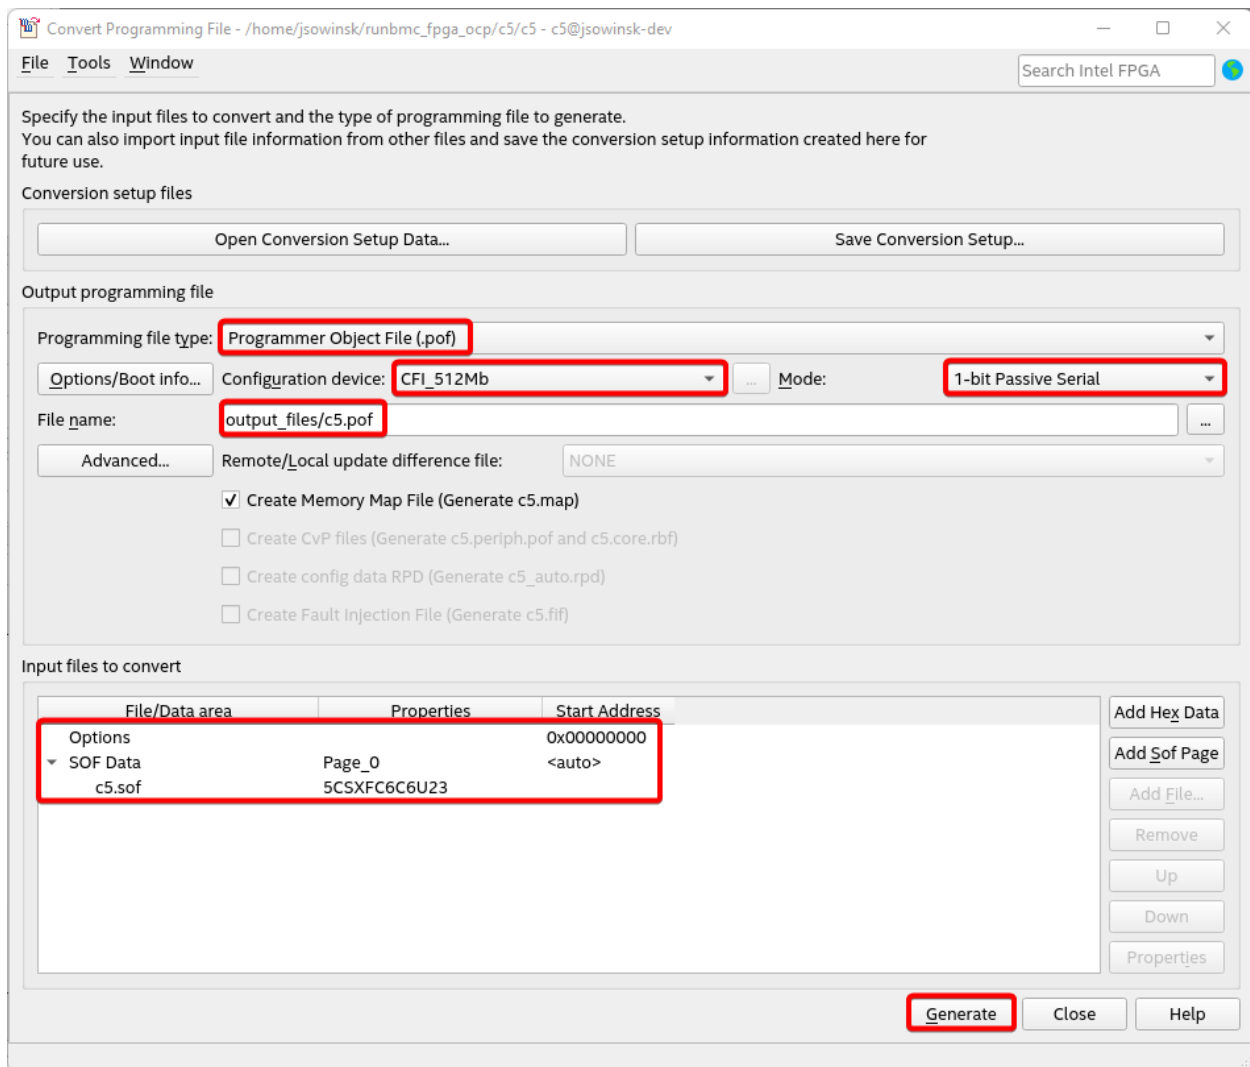 Convert Programming File - /home/jsowinsk/runbmc_fpga_ocp/c5/c5 - c5@jsowinsk-dev
File Tools Window
Search Intel FPGA
Specify the input files to convert and the type of programming file to generate.
You can also import input file information from other files and save the conversion setup information created here for
future use.
Conversion setup files
Open Conversion Setup Data... Save Conversion Setup...
Output programming file
Programming file type: Programmer Object File (.pof)
Options/Boot info... Configuration device: CFI_512Mb ... Mode: 1-bit Passive Serial
File name: output_files/c5.pof ...
Advanced... Remote/Local update difference file: NONE
Create Memory Map File (Generate c5.map)
Create CvP files (Generate c5.periph.pof and c5.core.rbf)
Create config data RPD (Generate c5_auto.rpd)
Create Fault Injection File (Generate c5.fif)
Input files to convert
File/Data area Properties Start Address
Options 0x00000000
SOF Data Page_0 <auto>
c5.sof 5CSXFC6C6U23
Add Hex Data
Add Sof Page
Add File...
Remove
Up
Down
Properties
Generate Close Help